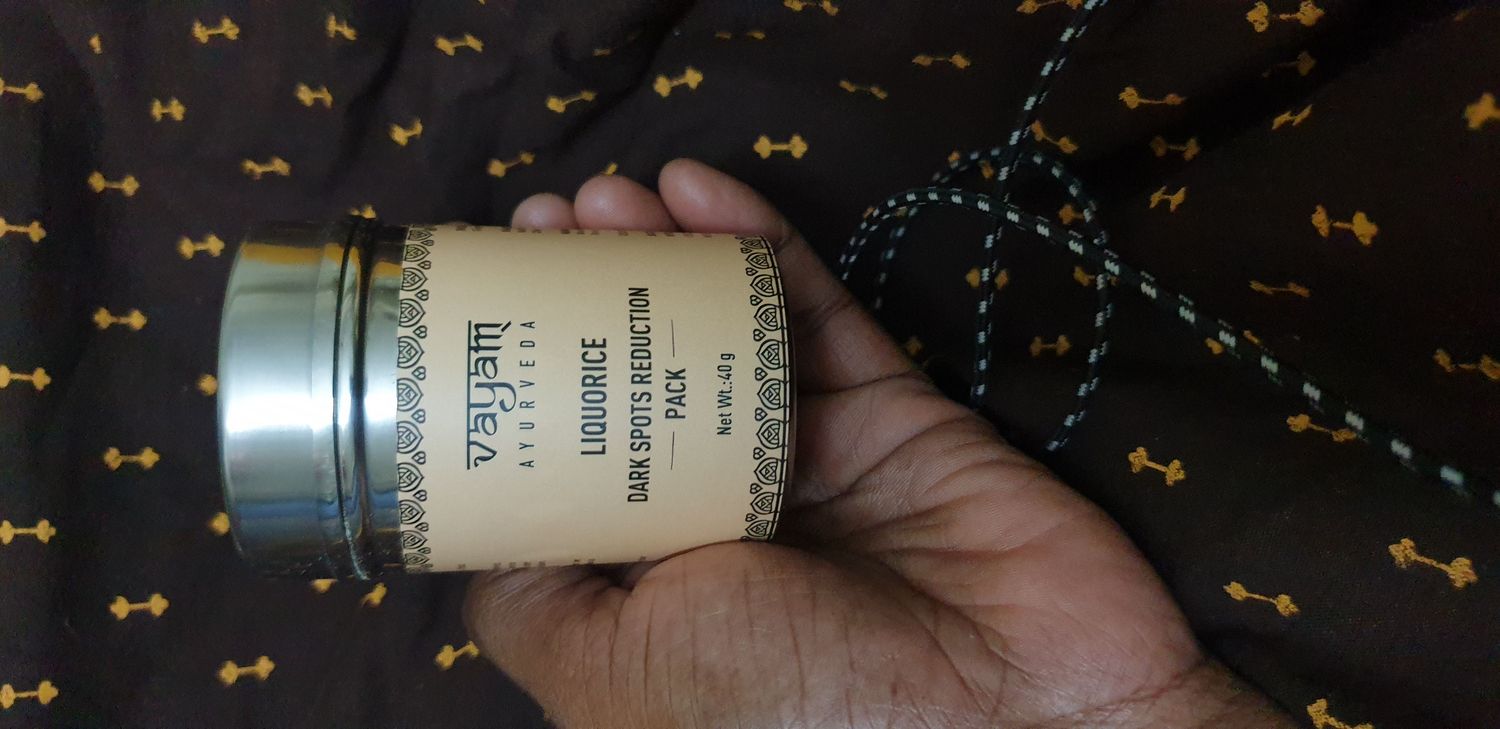 vayam
AYURVEDA
LIQUORICE
DARK SPOTS REDUCTION
PACK
Net Wt.:40 g